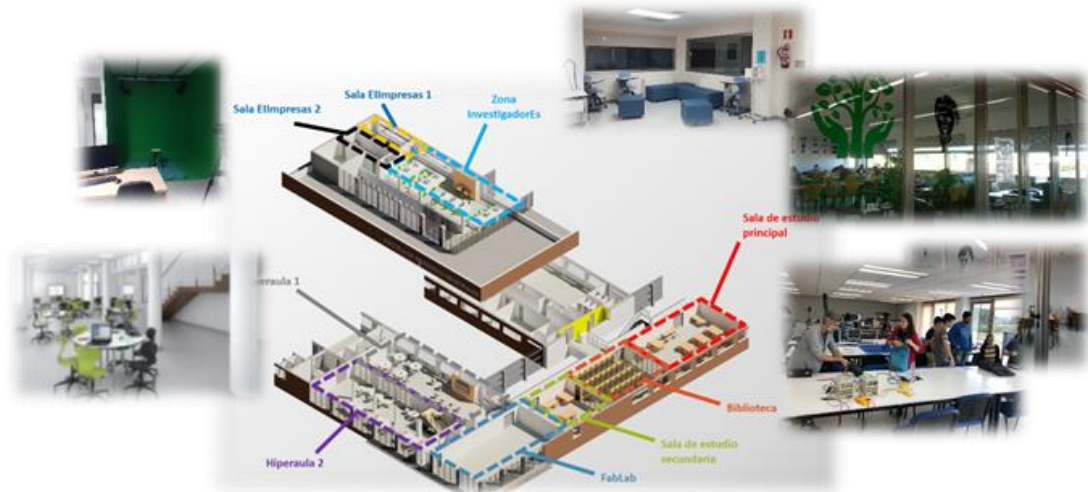 Sala EIImpresas 1
Sala EIImpresas 2
Zona
InvestigadorEs
Sala de estudio
principal
peraula 1
Biblioteca
Sala de estudio
secundaria
Hiperaula 2
FabLab